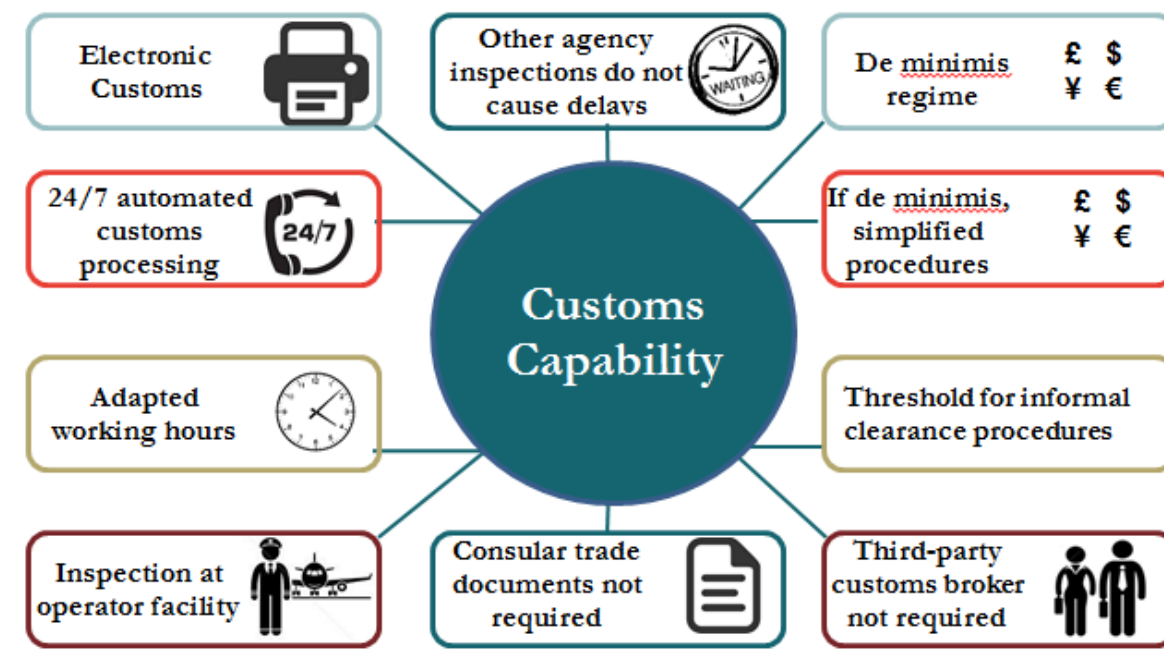 Electronic
Customs
Other agency
inspections do not
cause delays
WAITING
De minimis
regime
£ $
¥ €
24/7 automated
customs
processing
24/7
If de minimis,
simplified
procedures
£ $
¥ €
Customs
Capability
Adapted
working hours
Threshold for informal
clearance procedures
Inspection at
operator facility
Consular trade
documents not
required
Third-party
customs broker
not required